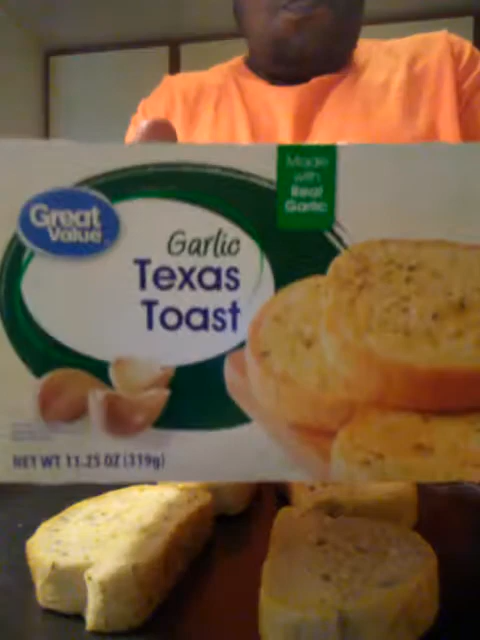 Made
with
Real
Garlic
Great
Value
Garlic
Texas
Toast
NET WT 11.25 OZ (319g)